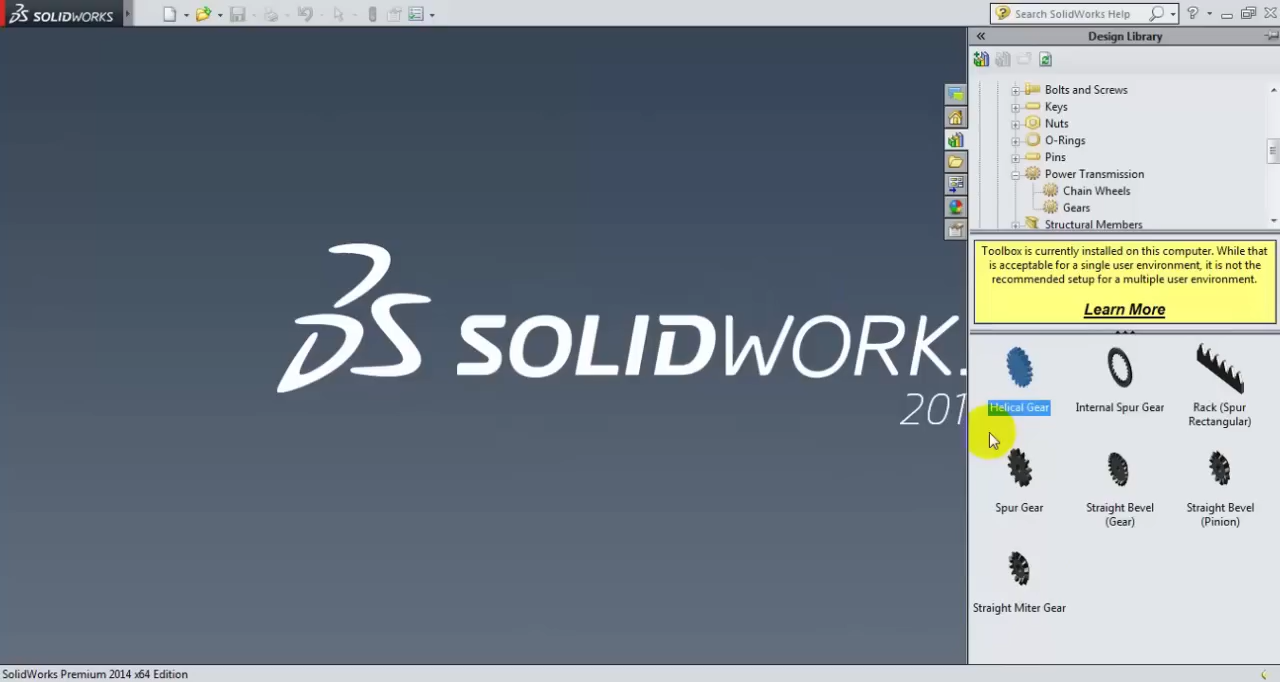 SOLIDWORKS
Search SolidWorks Help
Design Library
Bolts and Screws
Keys
Nuts
O-Rings
Pins
Power Transmission
Chain Wheels
Gears
Structural Members
Toolbox is currently installed on this computer. While that
is acceptable for a single user environment, it is not the
recommended setup for a multiple user environment.
Learn More
SOLIDWORK
201
Helical Gear
Internal Spur Gear
Rack (Spur
Rectangular)
Spur Gear
Straight Bevel
(Gear)
Straight Bevel
(Pinion)
Straight Miter Gear
SolidWorks Premium 2014 x64 Edition